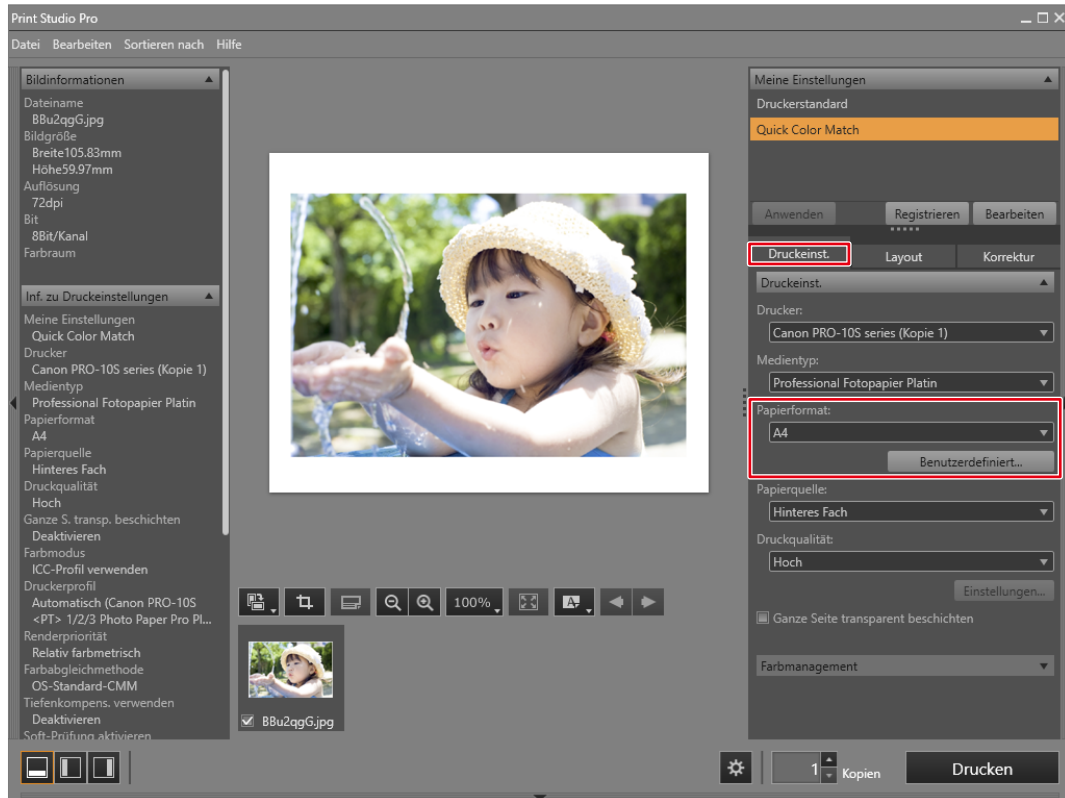 Print Studio Pro
Datei Bearbeiten Sortieren nach Hilfe
Bildinformationen
Dateiname
BBu2qgG.jpg
Bildgröße
Breite105.83mm
Höhe59.97mm
Auflösung
72dpi
Bit
8Bit/Kanal
Farbraum
Inf. zu Druckeinstellungen
Meine Einstellungen
Quick Color Match
Drucker
Canon PRO-10S series (Kopie 1)
Medientyp
Professional Fotopapier Platin
Papierformat
A4
Papierquelle
Hinteres Fach
Druckqualität
Hoch
Ganze S. transp. beschichten
Deaktivieren
Farbmodus
ICC-Profil verwenden
Druckerprofil
Automatisch (Canon PRO-10S
<PT> 1/2/3 Photo Paper Pro Pl...
Renderpriorität
Relativ farbmetrisch
Farbabgleichmethode
OS-Standard-CMM
Tiefenkompens. verwenden
Deaktivieren
Soft-Prüfung aktivieren
100%
A
BBu2qgG.jpg
Meine Einstellungen
Druckerstandard
Quick Color Match
Anwenden Registrieren Bearbeiten
Druckeinst. Layout Korrektur
Druckeinst.
Drucker:
Canon PRO-10S series (Kopie 1)
Medientyp:
Professional Fotopapier Platin
Papierformat:
A4
Benutzerdefiniert...
Papierquelle:
Hinteres Fach
Druckqualität:
Hoch
Einstellungen...
Ganze Seite transparent beschichten
Farbmanagement
1 Kopien Drucken